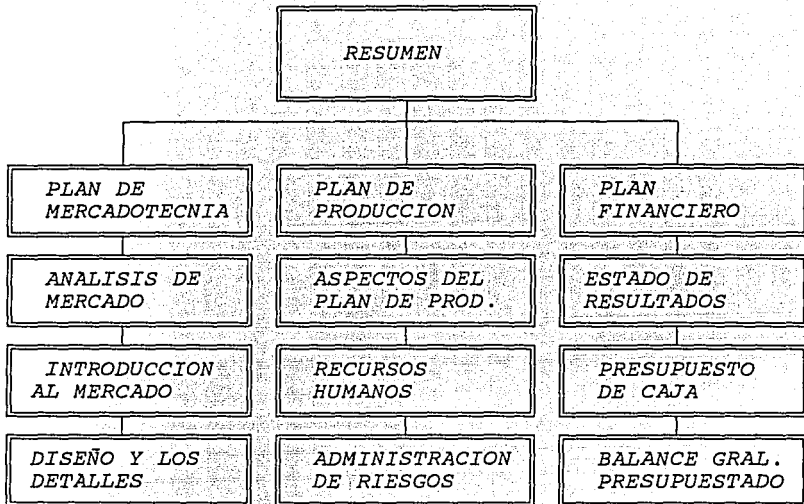 RESUMEN
PLAN DE
MERCADOTECNIA
PLAN DE
PRODUCCION
PLAN
FINANCIERO
ANALISIS DE
MERCADO
ASPECTOS DEL
PLAN DE PROD.
ESTADO DE
RESULTADOS
INTRODUCCION
AL MERCADO
RECURSOS
HUMANOS
PRESUPUESTO
DE CAJA
DISEÑO Y LOS
DETALLES
ADMINISTRACION
DE RIESGOS
BALANCE GRAL.
PRESUPUESTADO